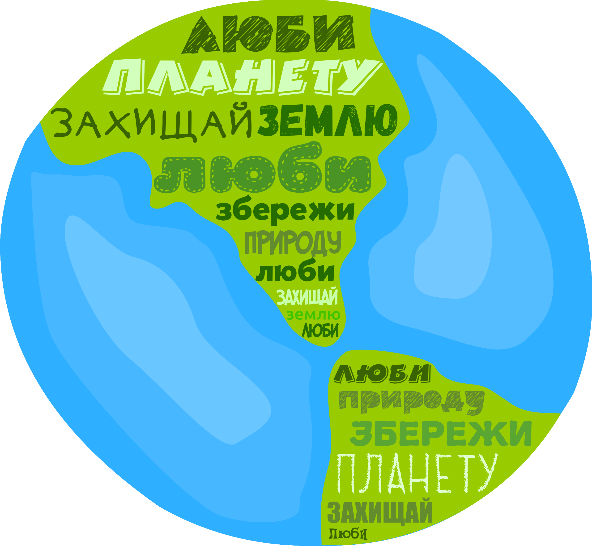 ЛЮБИ
ПЛАНЕТУ
ЗАХИЩАЙ ЗЕМЛЮ
люби
збережи
ПРИРОДУ
люби
ЗАХИЩАЙ
землю
ЛЮБИ
ЛЮБИ
природу
ЗБЕРЕЖИ
ПЛАНЕТУ
ЗАХИЩАЙ
Люби